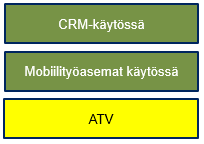 CRM-käytössä
Mobiilityöasemat käytössä
ATV